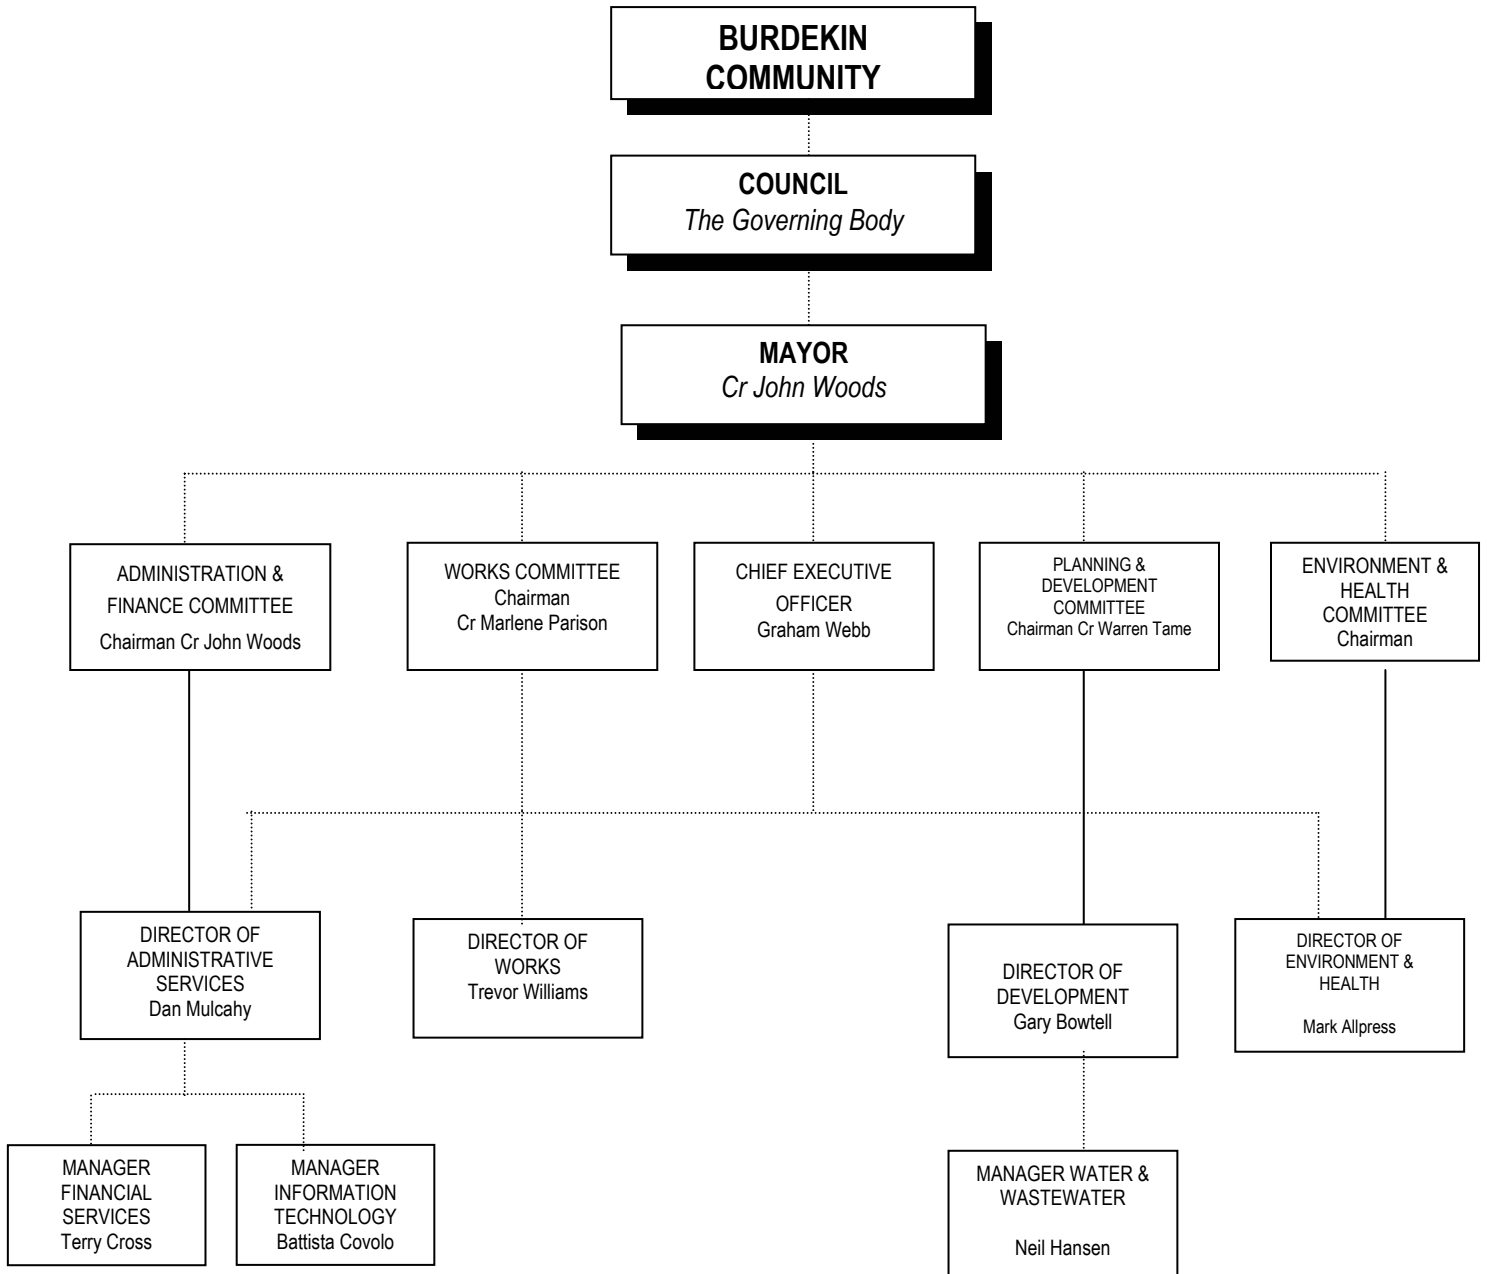 BURDEKIN
COMMUNITY
COUNCIL
The Governing Body
MAYOR
Cr John Woods
ADMINISTRATION &
FINANCE COMMITTEE
Chairman Cr John Woods
WORKS COMMITTEE
Chairman
Cr Marlene Parison
CHIEF EXECUTIVE
OFFICER
Graham Webb
PLANNING &
DEVELOPMENT
COMMITTEE
Chairman Cr Warren Tame
ENVIRONMENT &
HEALTH
COMMITTEE
Chairman
DIRECTOR OF
ADMINISTRATIVE
SERVICES
Dan Mulcahy
DIRECTOR OF
WORKS
Trevor Williams
DIRECTOR OF
DEVELOPMENT
Gary Bowtell
DIRECTOR OF
ENVIRONMENT &
HEALTH
Mark Allpress
MANAGER
FINANCIAL
SERVICES
Terry Cross
MANAGER
INFORMATION
TECHNOLOGY
Battista Covolo
MANAGER WATER &
WASTEWATER
Neil Hansen